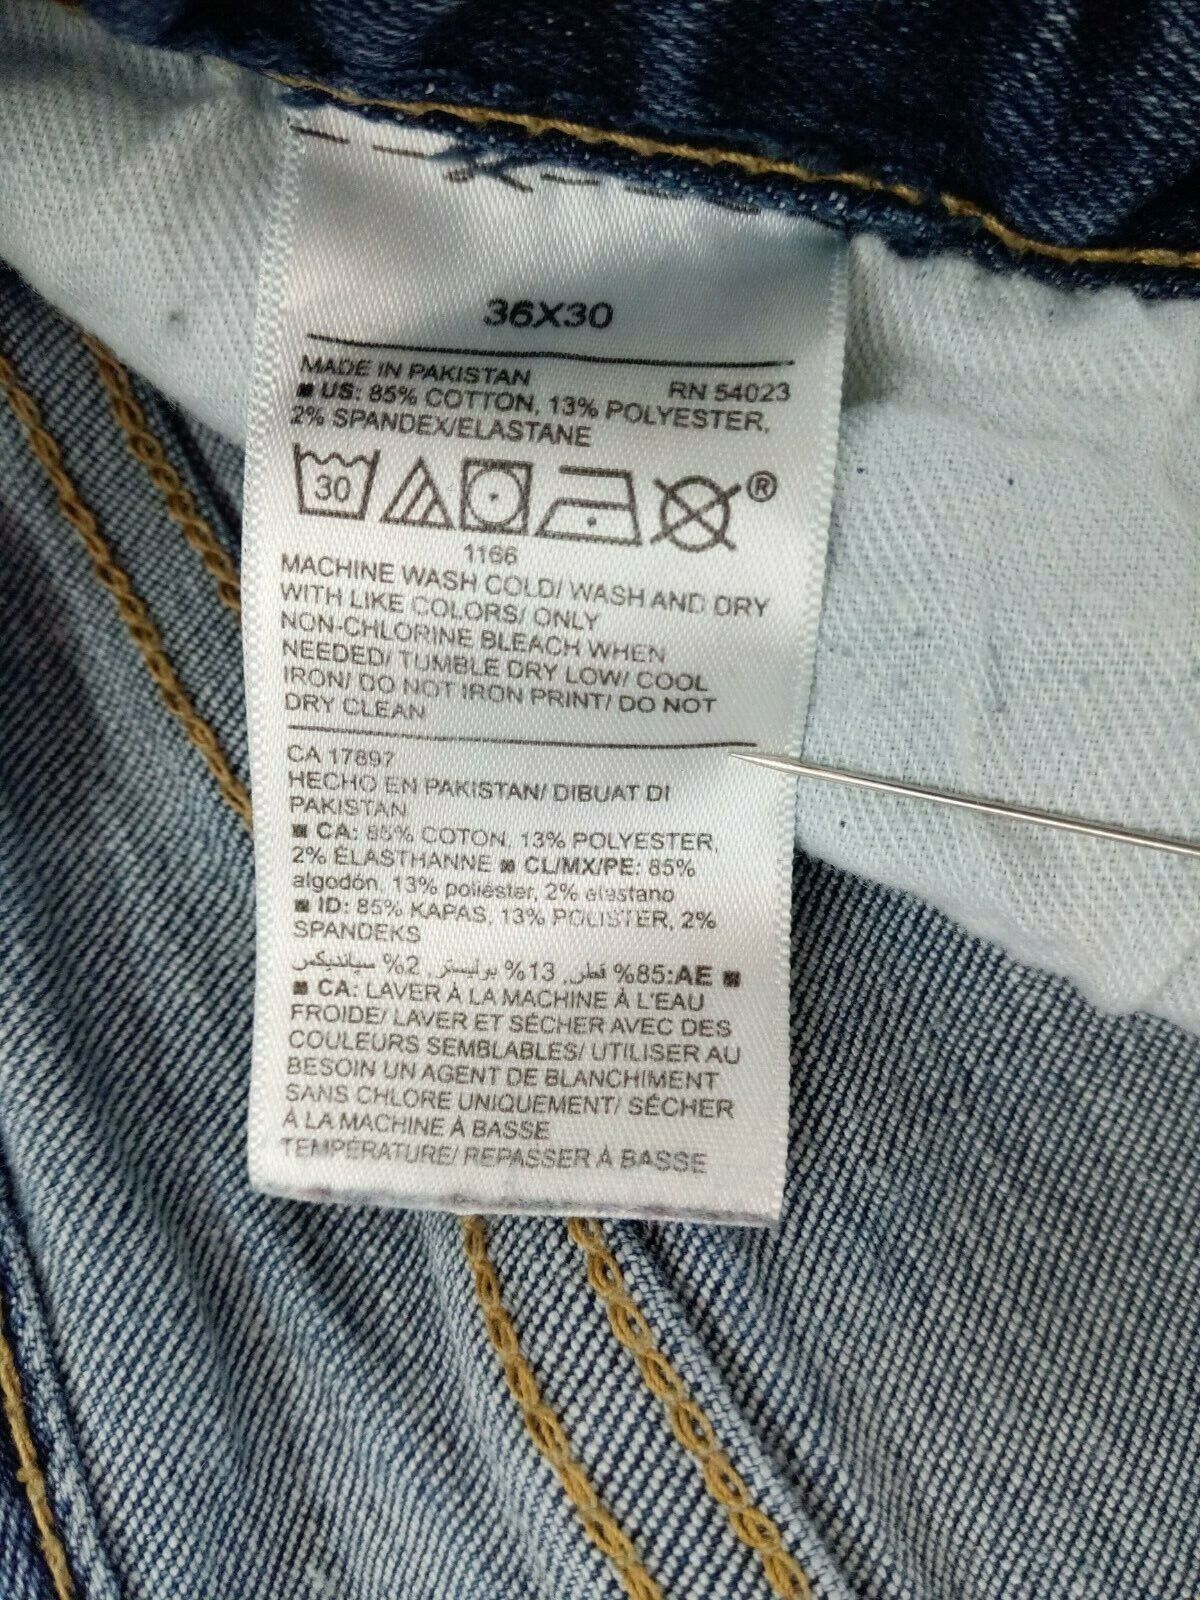 36X30
MADE IN PAKISTAN RN 54023
US: 85% COTTON, 13% POLYESTER,
2% SPANDEX/ELASTANE
30 ®
1166
MACHINE WASH COLD/ WASH AND DRY
WITH LIKE COLORS/ ONLY
NON-CHLORINE BLEACH WHEN
NEEDED/ TUMBLE DRY LOW/ COOL
IRON/ DO NOT IRON PRINT/ DO NOT
DRY CLEAN
CA 17897
HECHO EN PAKISTAN/ DIBUAT DI
PAKISTAN
CA: 85% COTON, 13% POLYESTER,
2% ÉLASTHANNE CL/MX/PE: 85%
algodón, 13% poliéster, 2% elastano
ID: 85% KAPAS, 13% POLISTER, 2%
SPANDEKS
AE:85% قطن, 13% بوليستر, 2% سباندیکس
CA: LAVER À LA MACHINE À L'EAU
FROIDE/ LAVER ET SÉCHER AVEC DES
COULEURS SEMBLABLES/ UTILISER AU
BESOIN UN AGENT DE BLANCHIMENT
SANS CHLORE UNIQUEMENT/ SÉCHER
À LA MACHINE À BASSE
TEMPÉRATURE/ REPASSER À BASSE